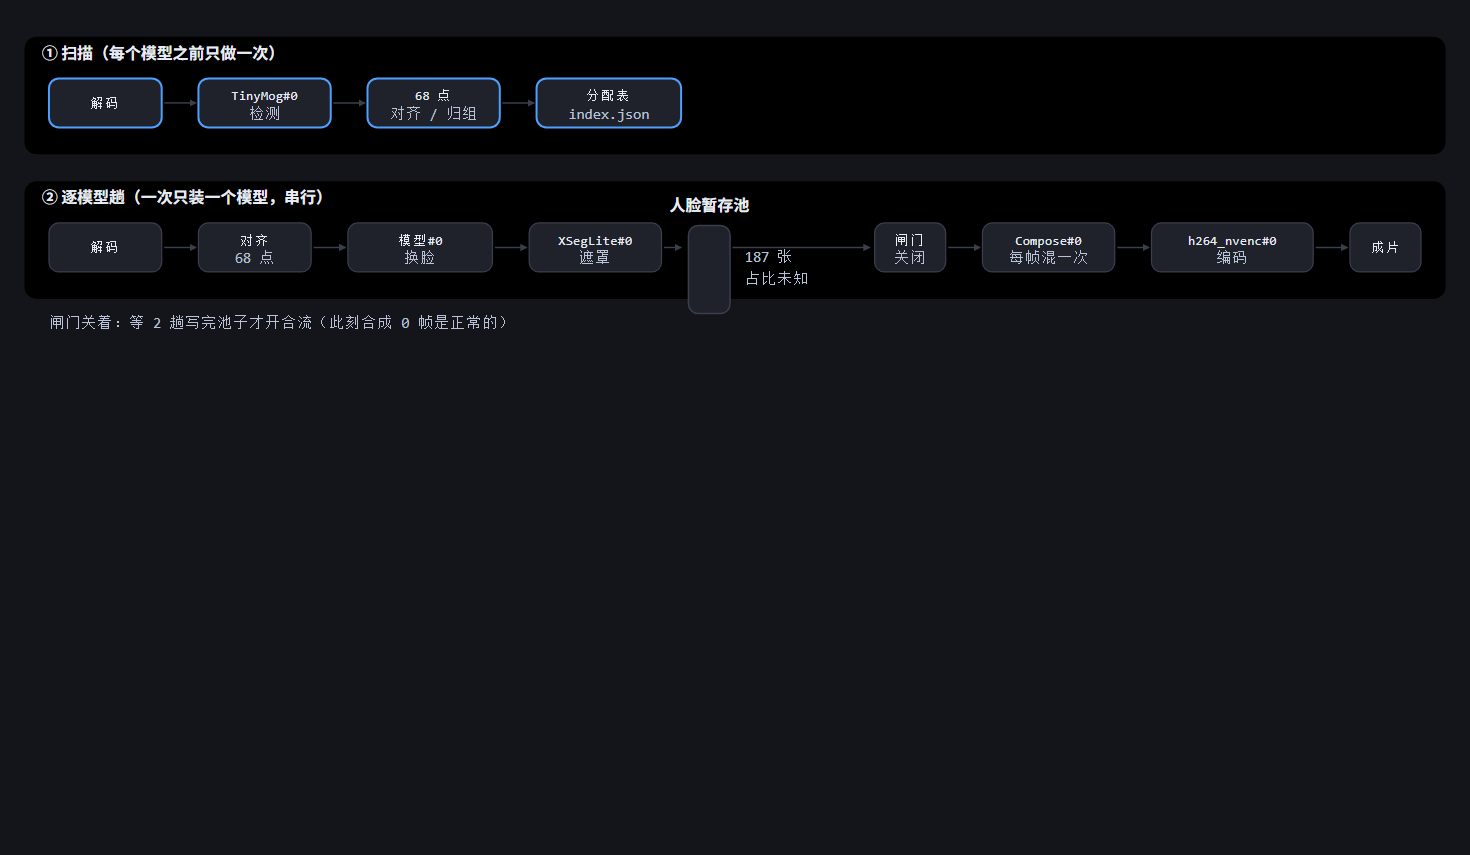 ① 扫描（每个模型之前只做一次）
解码
TinyMog#0
检测
68 点
对齐 / 归组
分配表
index.json
② 逐模型趟（一次只装一个模型，串行）
人脸暂存池
解码
对齐
68 点
模型#0
换脸
XSegLite#0
遮罩
187 张
占比未知
闸门
关闭
Compose#0
每帧混一次
h264_nvenc#0
编码
成片
闸门关着：等 2 趟写完池子才开合流（此刻合成 0 帧是正常的）